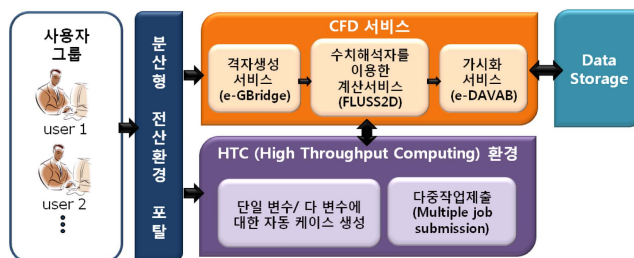 사용자
그룹
user 1
user 2
분산형 전산환경 포탈
CFD 서비스
격자생성
서비스
(e-GBridge)
수치해석자를
이용한
계산서비스
(FLUSS2D)
가시화
서비스
(e-DAVAB)
Data
Storage
HTC (High Throughput Computing) 환경
단일 변수/ 다 변수에
대한 자동 케이스 생성
다중작업제출
(Multiple job
submission)